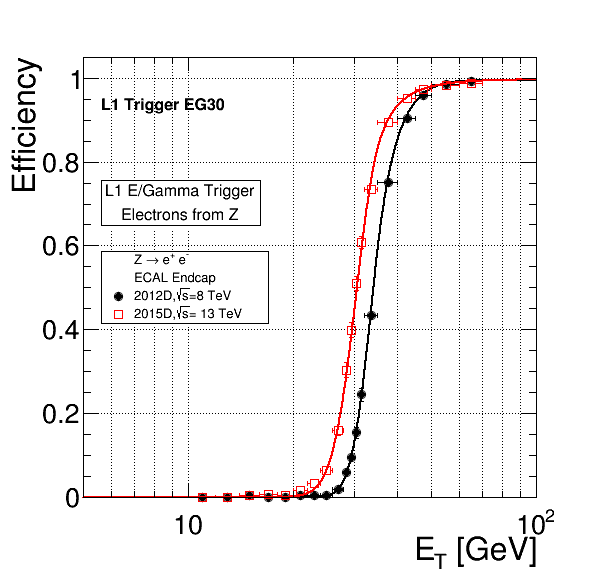 Efficiency
1
0.8
0.6
0.4
0.2
0
L1 Trigger EG30
L1 E/Gamma Trigger
Electrons from Z
Z → e⁺ e⁻
ECAL Endcap
2012D,√s=8 TeV
2015D,√s= 13 TeV
10
10²
E_T [GeV]